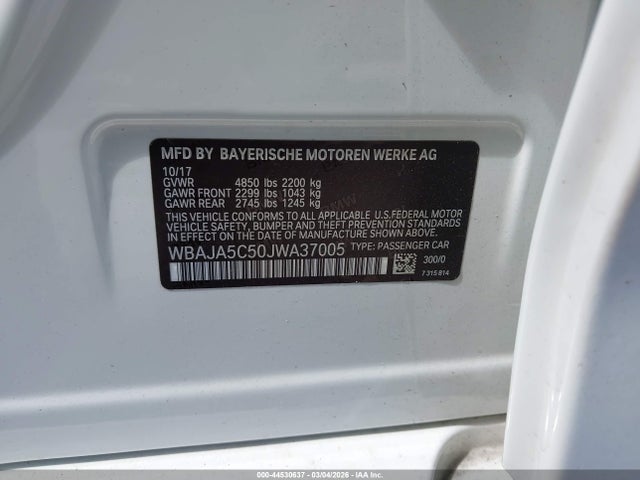 MFD BY BAYERISCHE MOTOREN WERKE AG
10/17
GVWR 4850 lbs 2200 kg
GAWR FRONT 2299 lbs 1043 kg
GAWR REAR 2745 lbs 1245 kg
THIS VEHICLE CONFORMS TO ALL APPLICABLE U.S.FEDERAL MOTOR
VEHICLE SAFETY, BUMPER, AND THEFT PREVENTION STANDARDS IN
EFFECT ON THE DATE OF MANUFACTURE SHOWN ABOVE.
WBAJA5C50JWA37005 TYPE: PASSENGER CAR
300/0
7 315 814
000-44530637 - 03/04/2026 - IAA Inc.